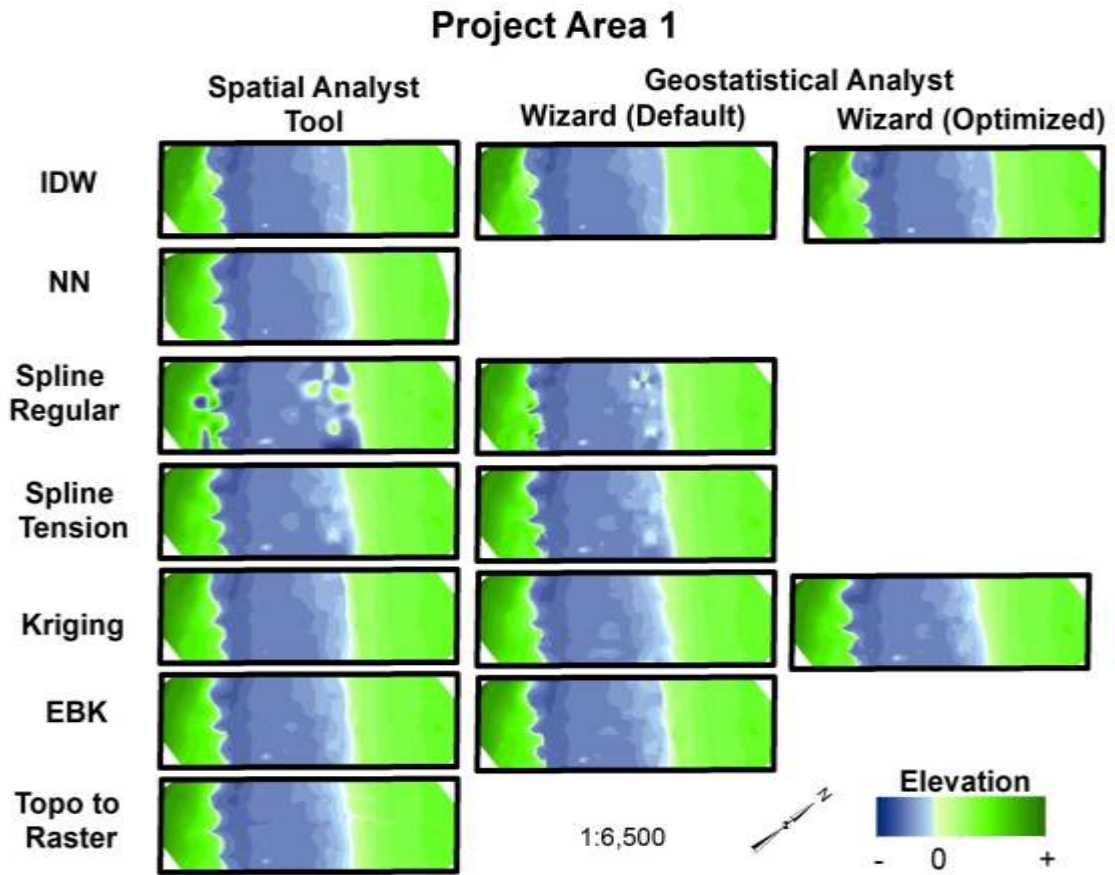 Project Area 1
Spatial Analyst
Tool
Geostatistical Analyst
Wizard (Default)
Wizard (Optimized)
IDW
NN
Spline
Regular
Spline
Tension
Kriging
EBK
Topo to
Raster
1:6,500
N
Elevation
- 0 +